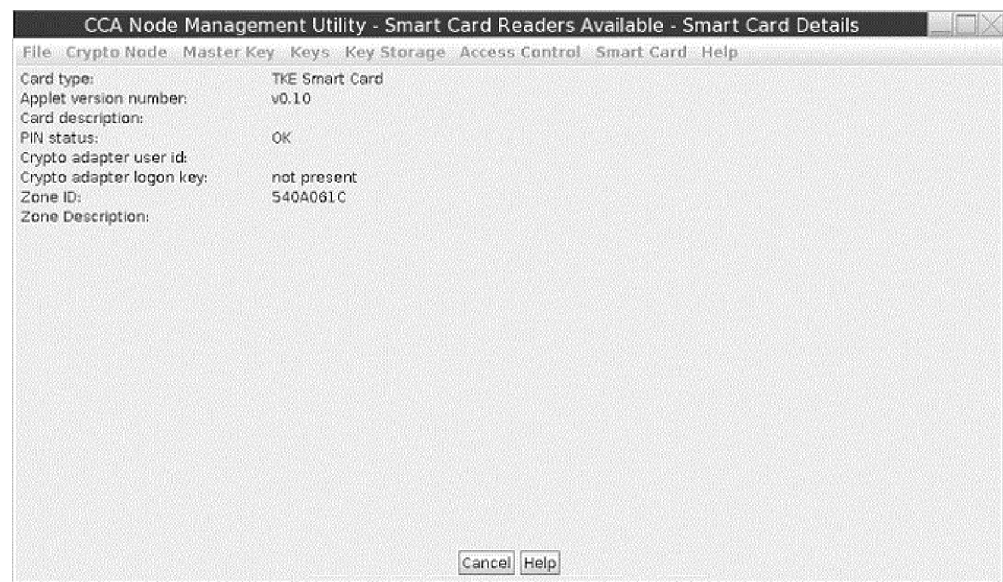 CCA Node Management Utility - Smart Card Readers Available - Smart Card Details
File Crypto Node Master Key Keys Key Storage Access Control Smart Card Help
Card type: TKE Smart Card
Applet version number: v0.10
Card description:
PIN status: OK
Crypto adapter user id:
Crypto adapter logon key: not present
Zone ID: 540A061C
Zone Description:
Cancel Help